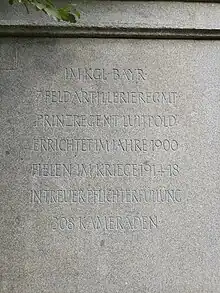 IM KGL·BAYR·
7·FELDARTILLERIEREGMT
PRINZREGENT LUITPOLD
ERRICHTET IM JAHRE 1900
FIELEN IM KRIEGE 1914-18
IN TREUER PFLICHTERFÜLLUNG
208 KAMERADEN